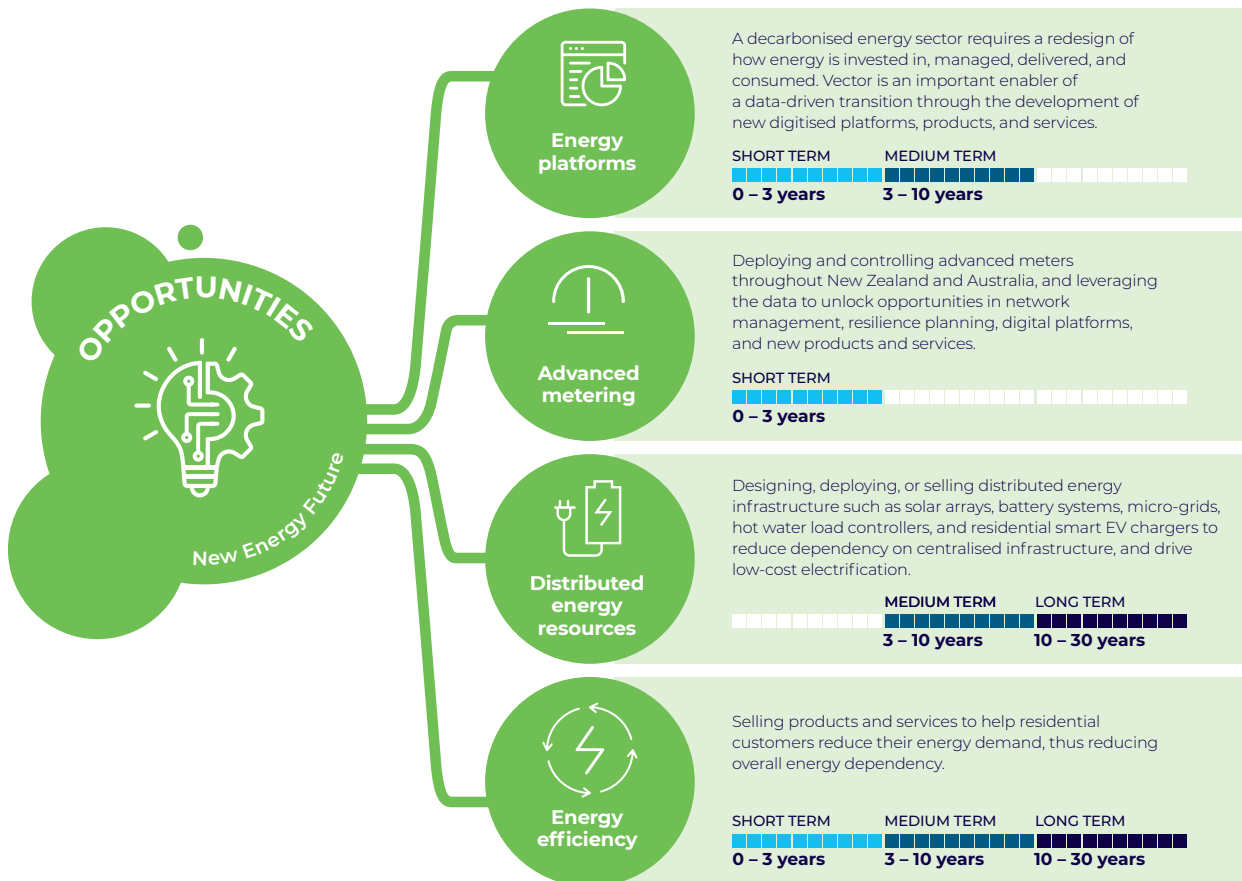 OPPORTUNITIES
New Energy Future
Energy
platforms
A decarbonised energy sector requires a redesign of
how energy is invested in, managed, delivered, and
consumed. Vector is an important enabler of
a data-driven transition through the development of
new digitised platforms, products, and services.
SHORT TERM MEDIUM TERM
0 – 3 years 3 – 10 years
Advanced
metering
Deploying and controlling advanced meters
throughout New Zealand and Australia, and leveraging
the data to unlock opportunities in network
management, resilience planning, digital platforms,
and new products and services.
SHORT TERM
0 – 3 years
Distributed
energy
resources
Designing, deploying, or selling distributed energy
infrastructure such as solar arrays, battery systems, micro-grids,
hot water load controllers, and residential smart EV chargers to
reduce dependency on centralised infrastructure, and drive
low-cost electrification.
MEDIUM TERM LONG TERM
3 – 10 years 10 – 30 years
Energy
efficiency
Selling products and services to help residential
customers reduce their energy demand, thus reducing
overall energy dependency.
SHORT TERM MEDIUM TERM LONG TERM
0 – 3 years 3 – 10 years 10 – 30 years